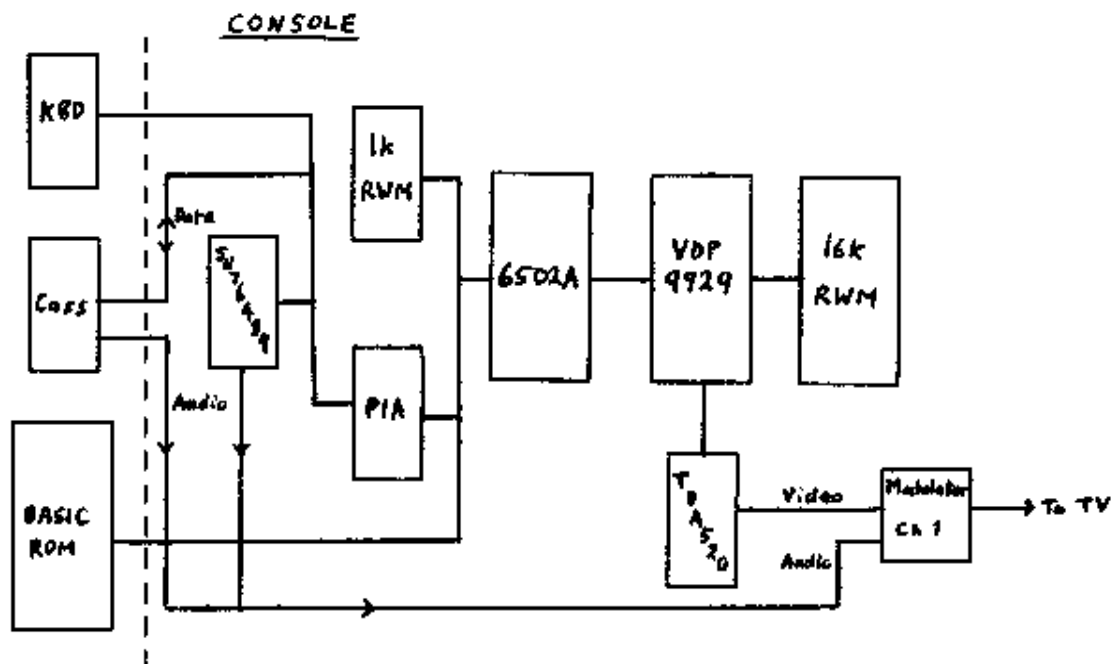 CONSOLE
KBD
1k
RWM
Data
SN76489
6502A
VDP
9929
16k
RWM
Cass
Audio
PIA
BASIC
ROM
TDA520
Video
Modulator
Ch 1
To TV
Audio